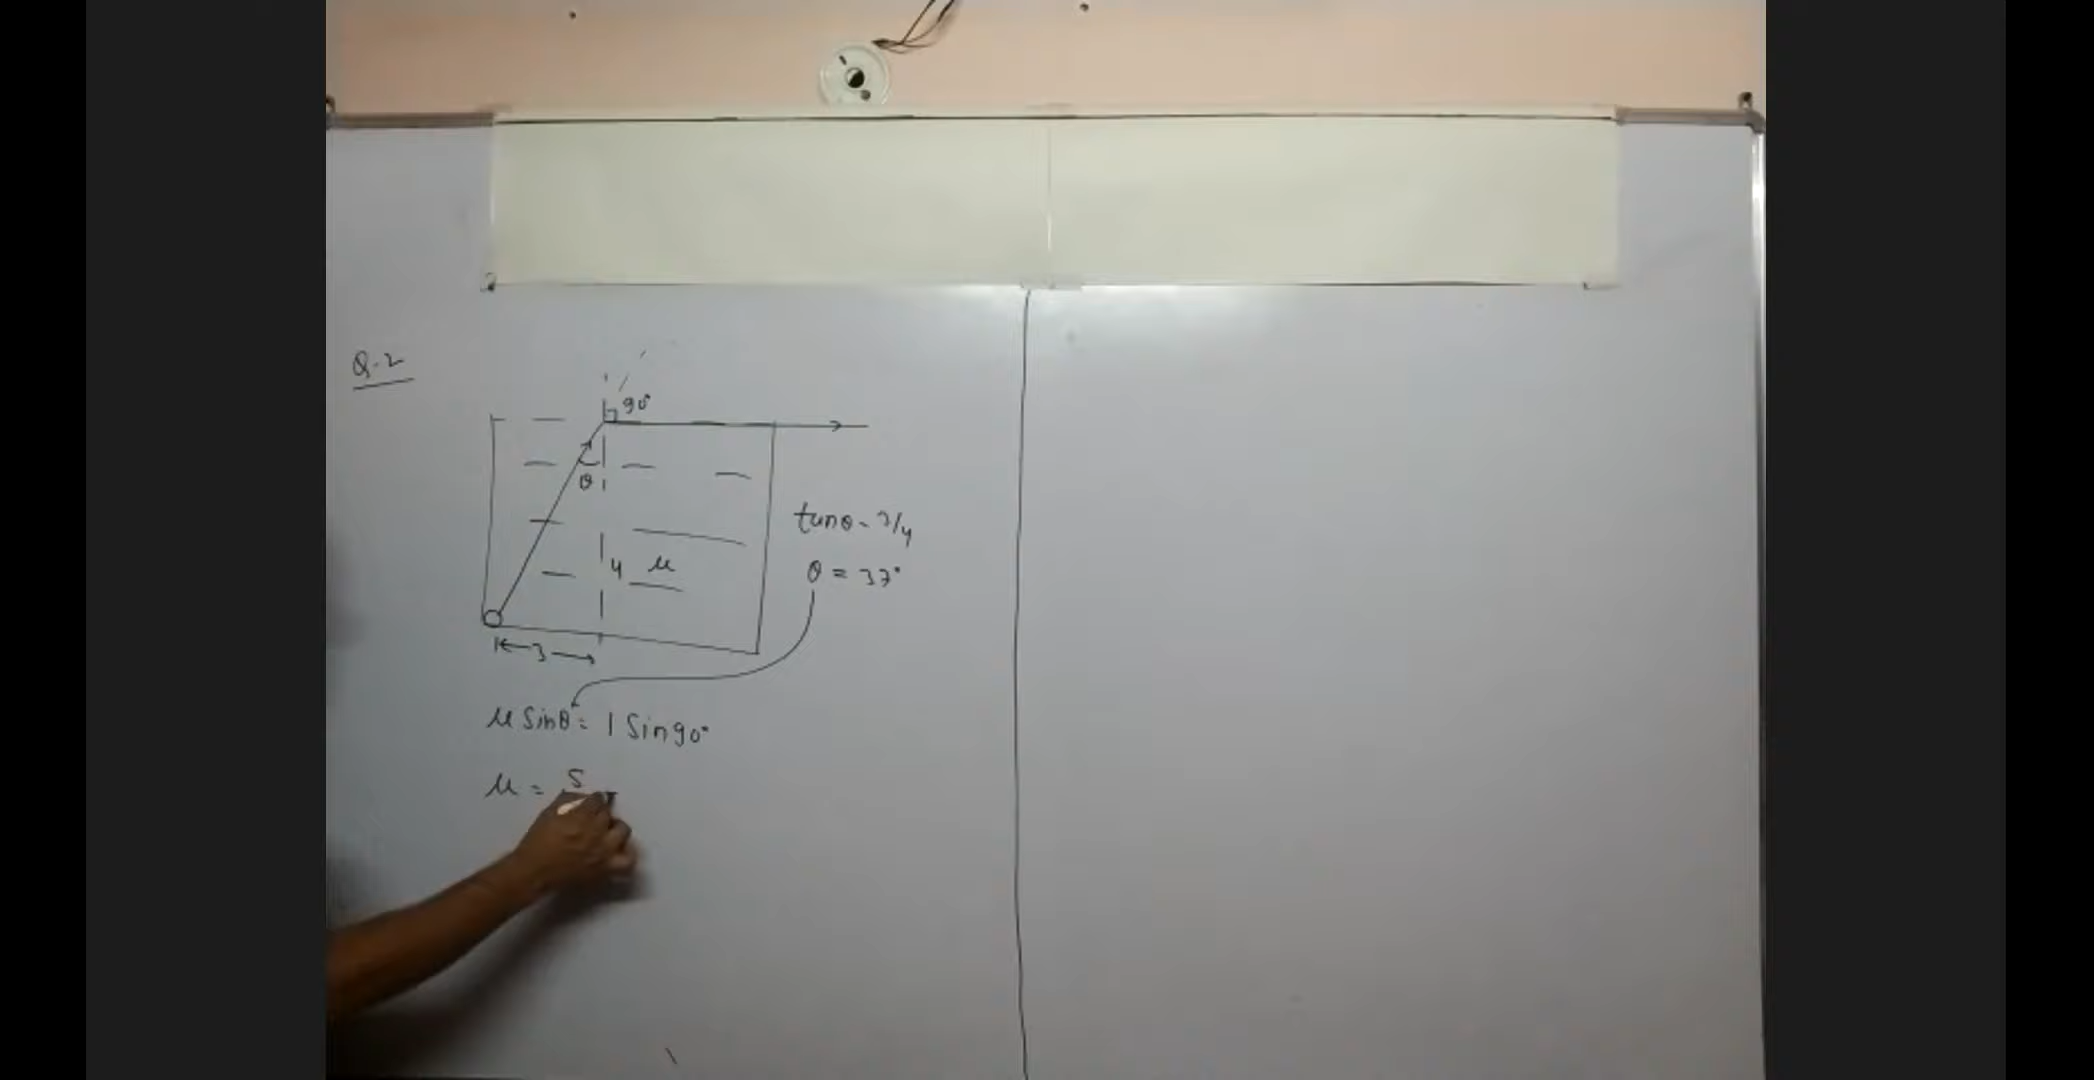 Q.2
90°
θ
tanθ = 3/4
4
μ
θ = 37°
3
μ sinθ = 1 sin90°
μ = 5